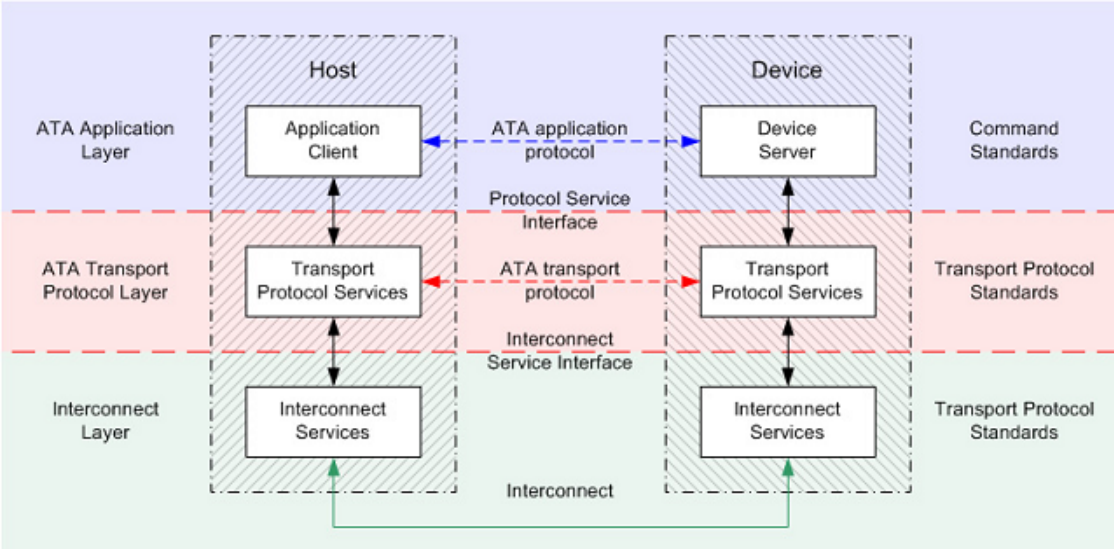 Host
Device
ATA Application
Layer
Application
Client
ATA application
protocol
Device
Server
Command
Standards
Protocol Service
Interface
ATA Transport
Protocol Layer
Transport
Protocol Services
ATA transport
protocol
Transport
Protocol Services
Transport Protocol
Standards
Interconnect
Service Interface
Interconnect
Layer
Interconnect
Services
Interconnect
Services
Transport Protocol
Standards
Interconnect